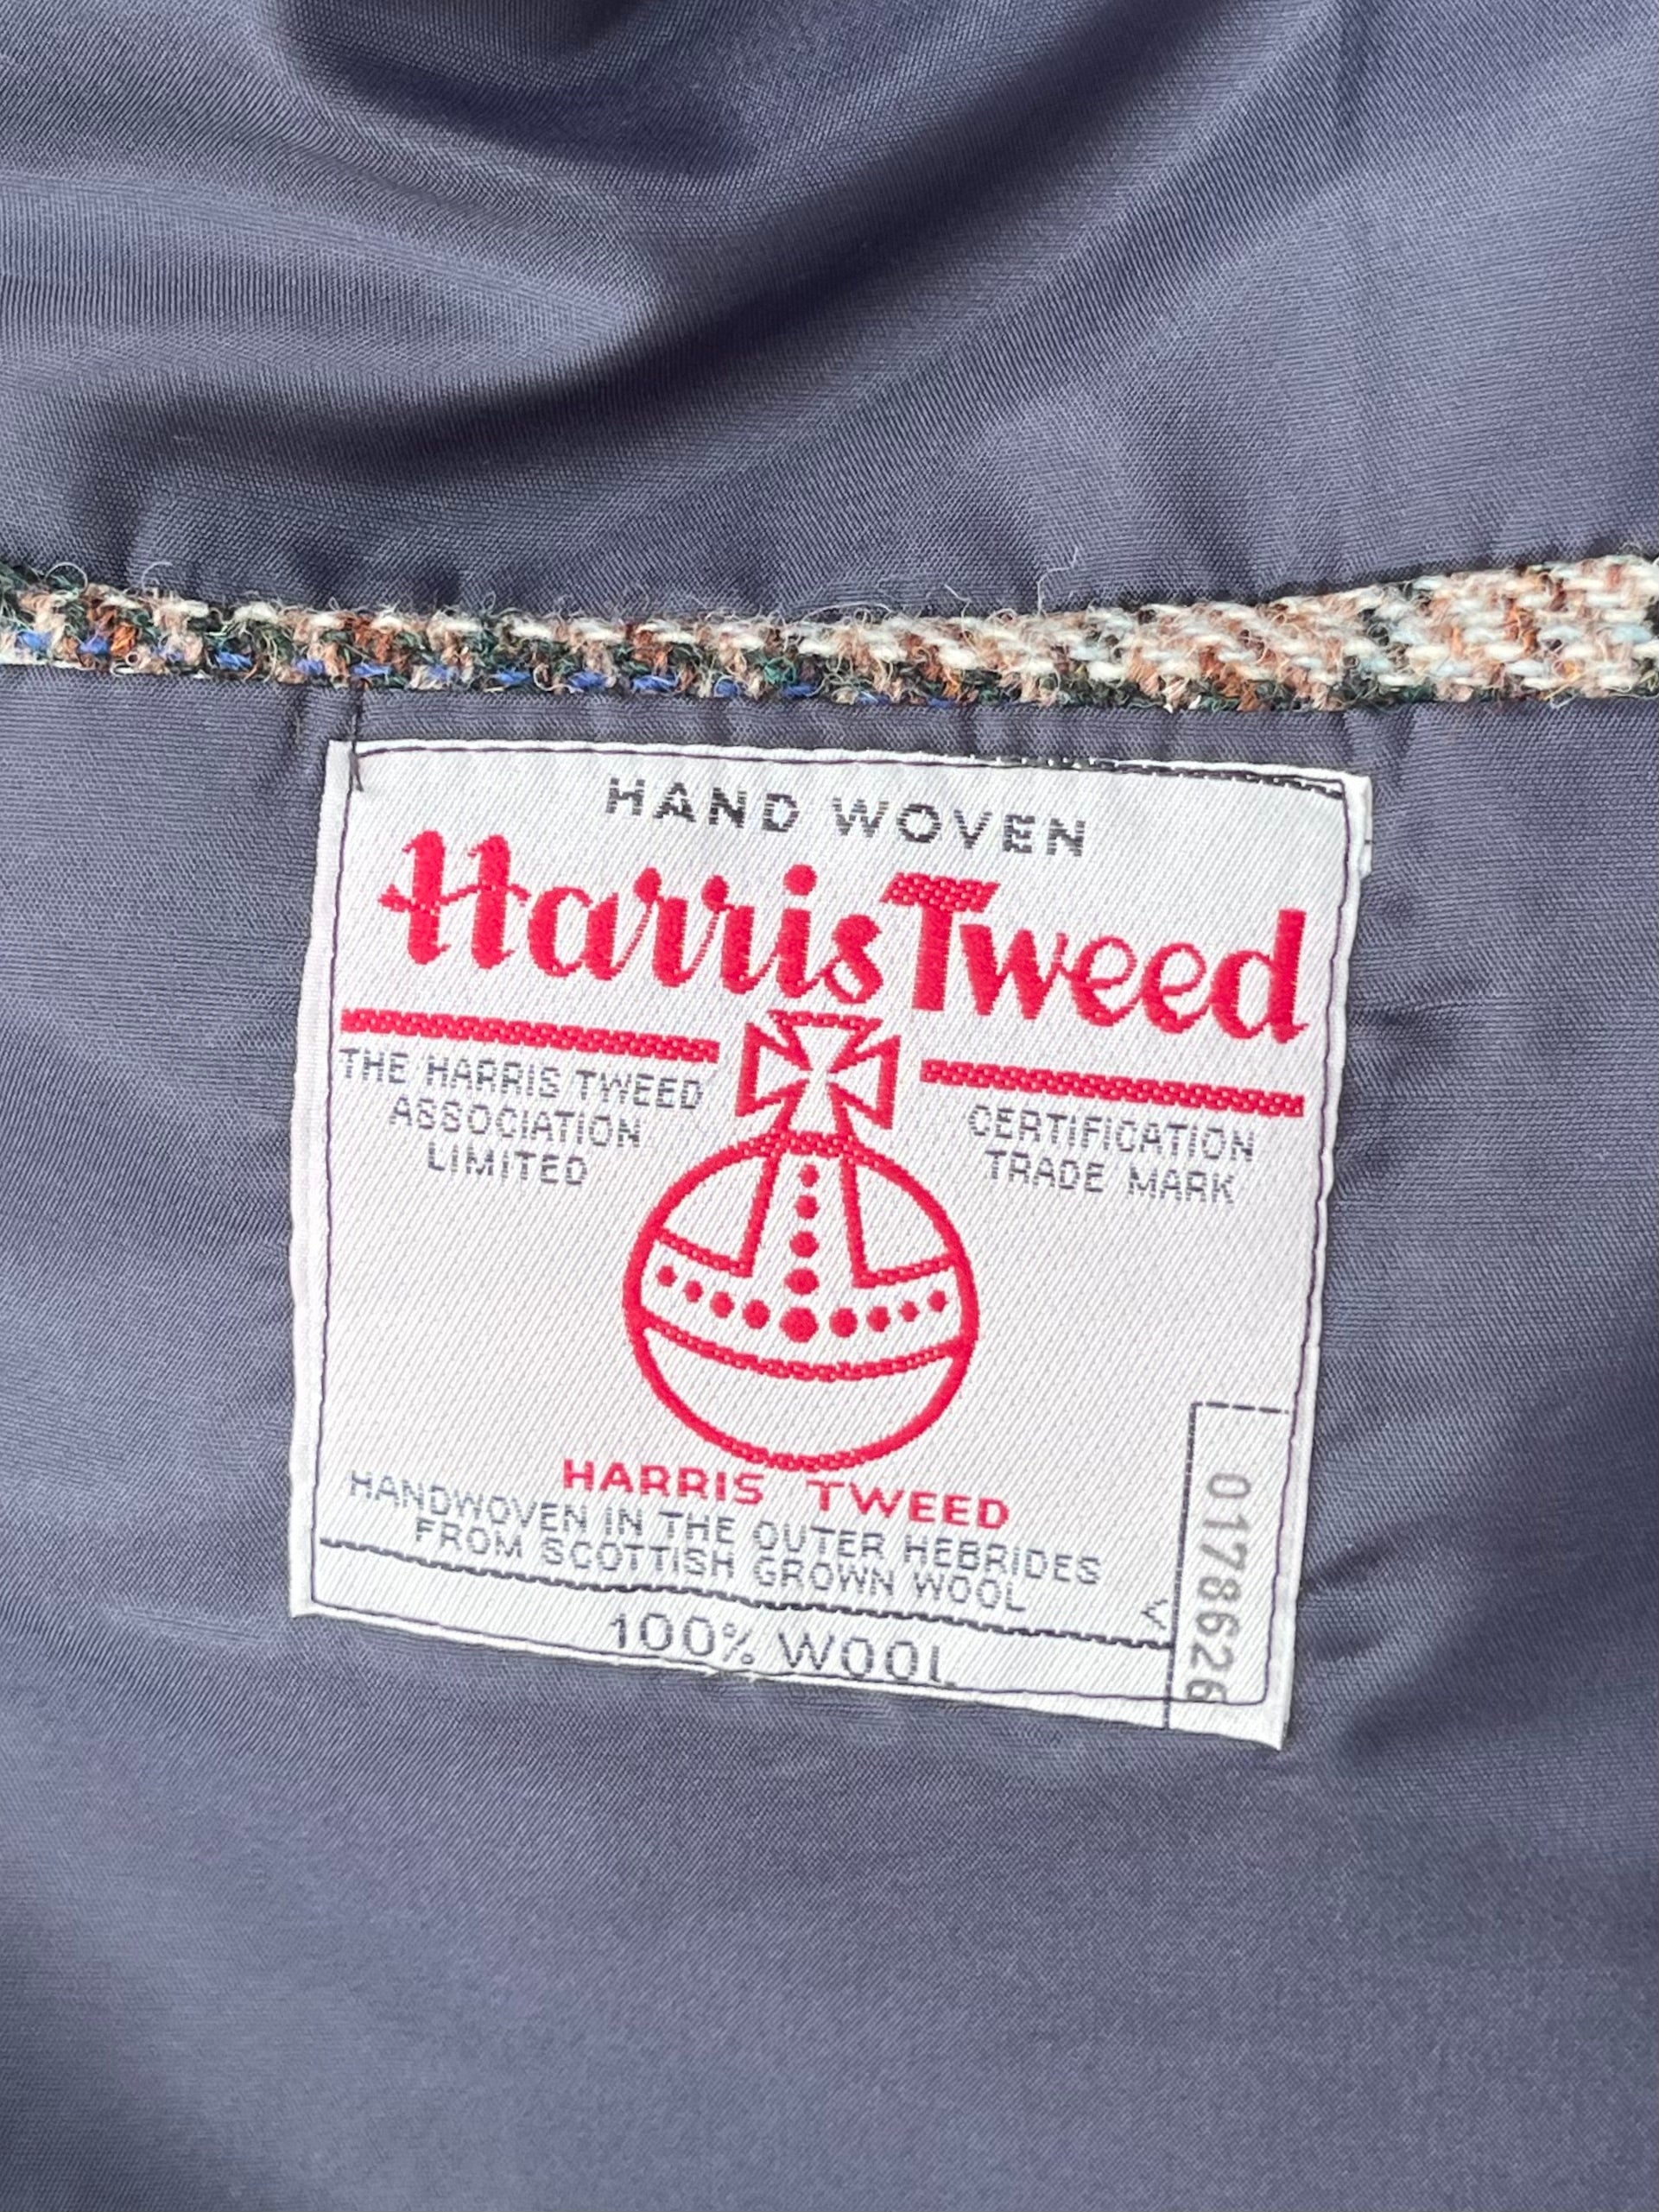 HAND WOVEN
Harris Tweed
THE HARRIS TWEED
ASSOCIATION
LIMITED
CERTIFICATION
TRADE MARK
HARRIS TWEED
HANDWOVEN IN THE OUTER HEBRIDES
FROM SCOTTISH GROWN WOOL
100% WOOL
0178626